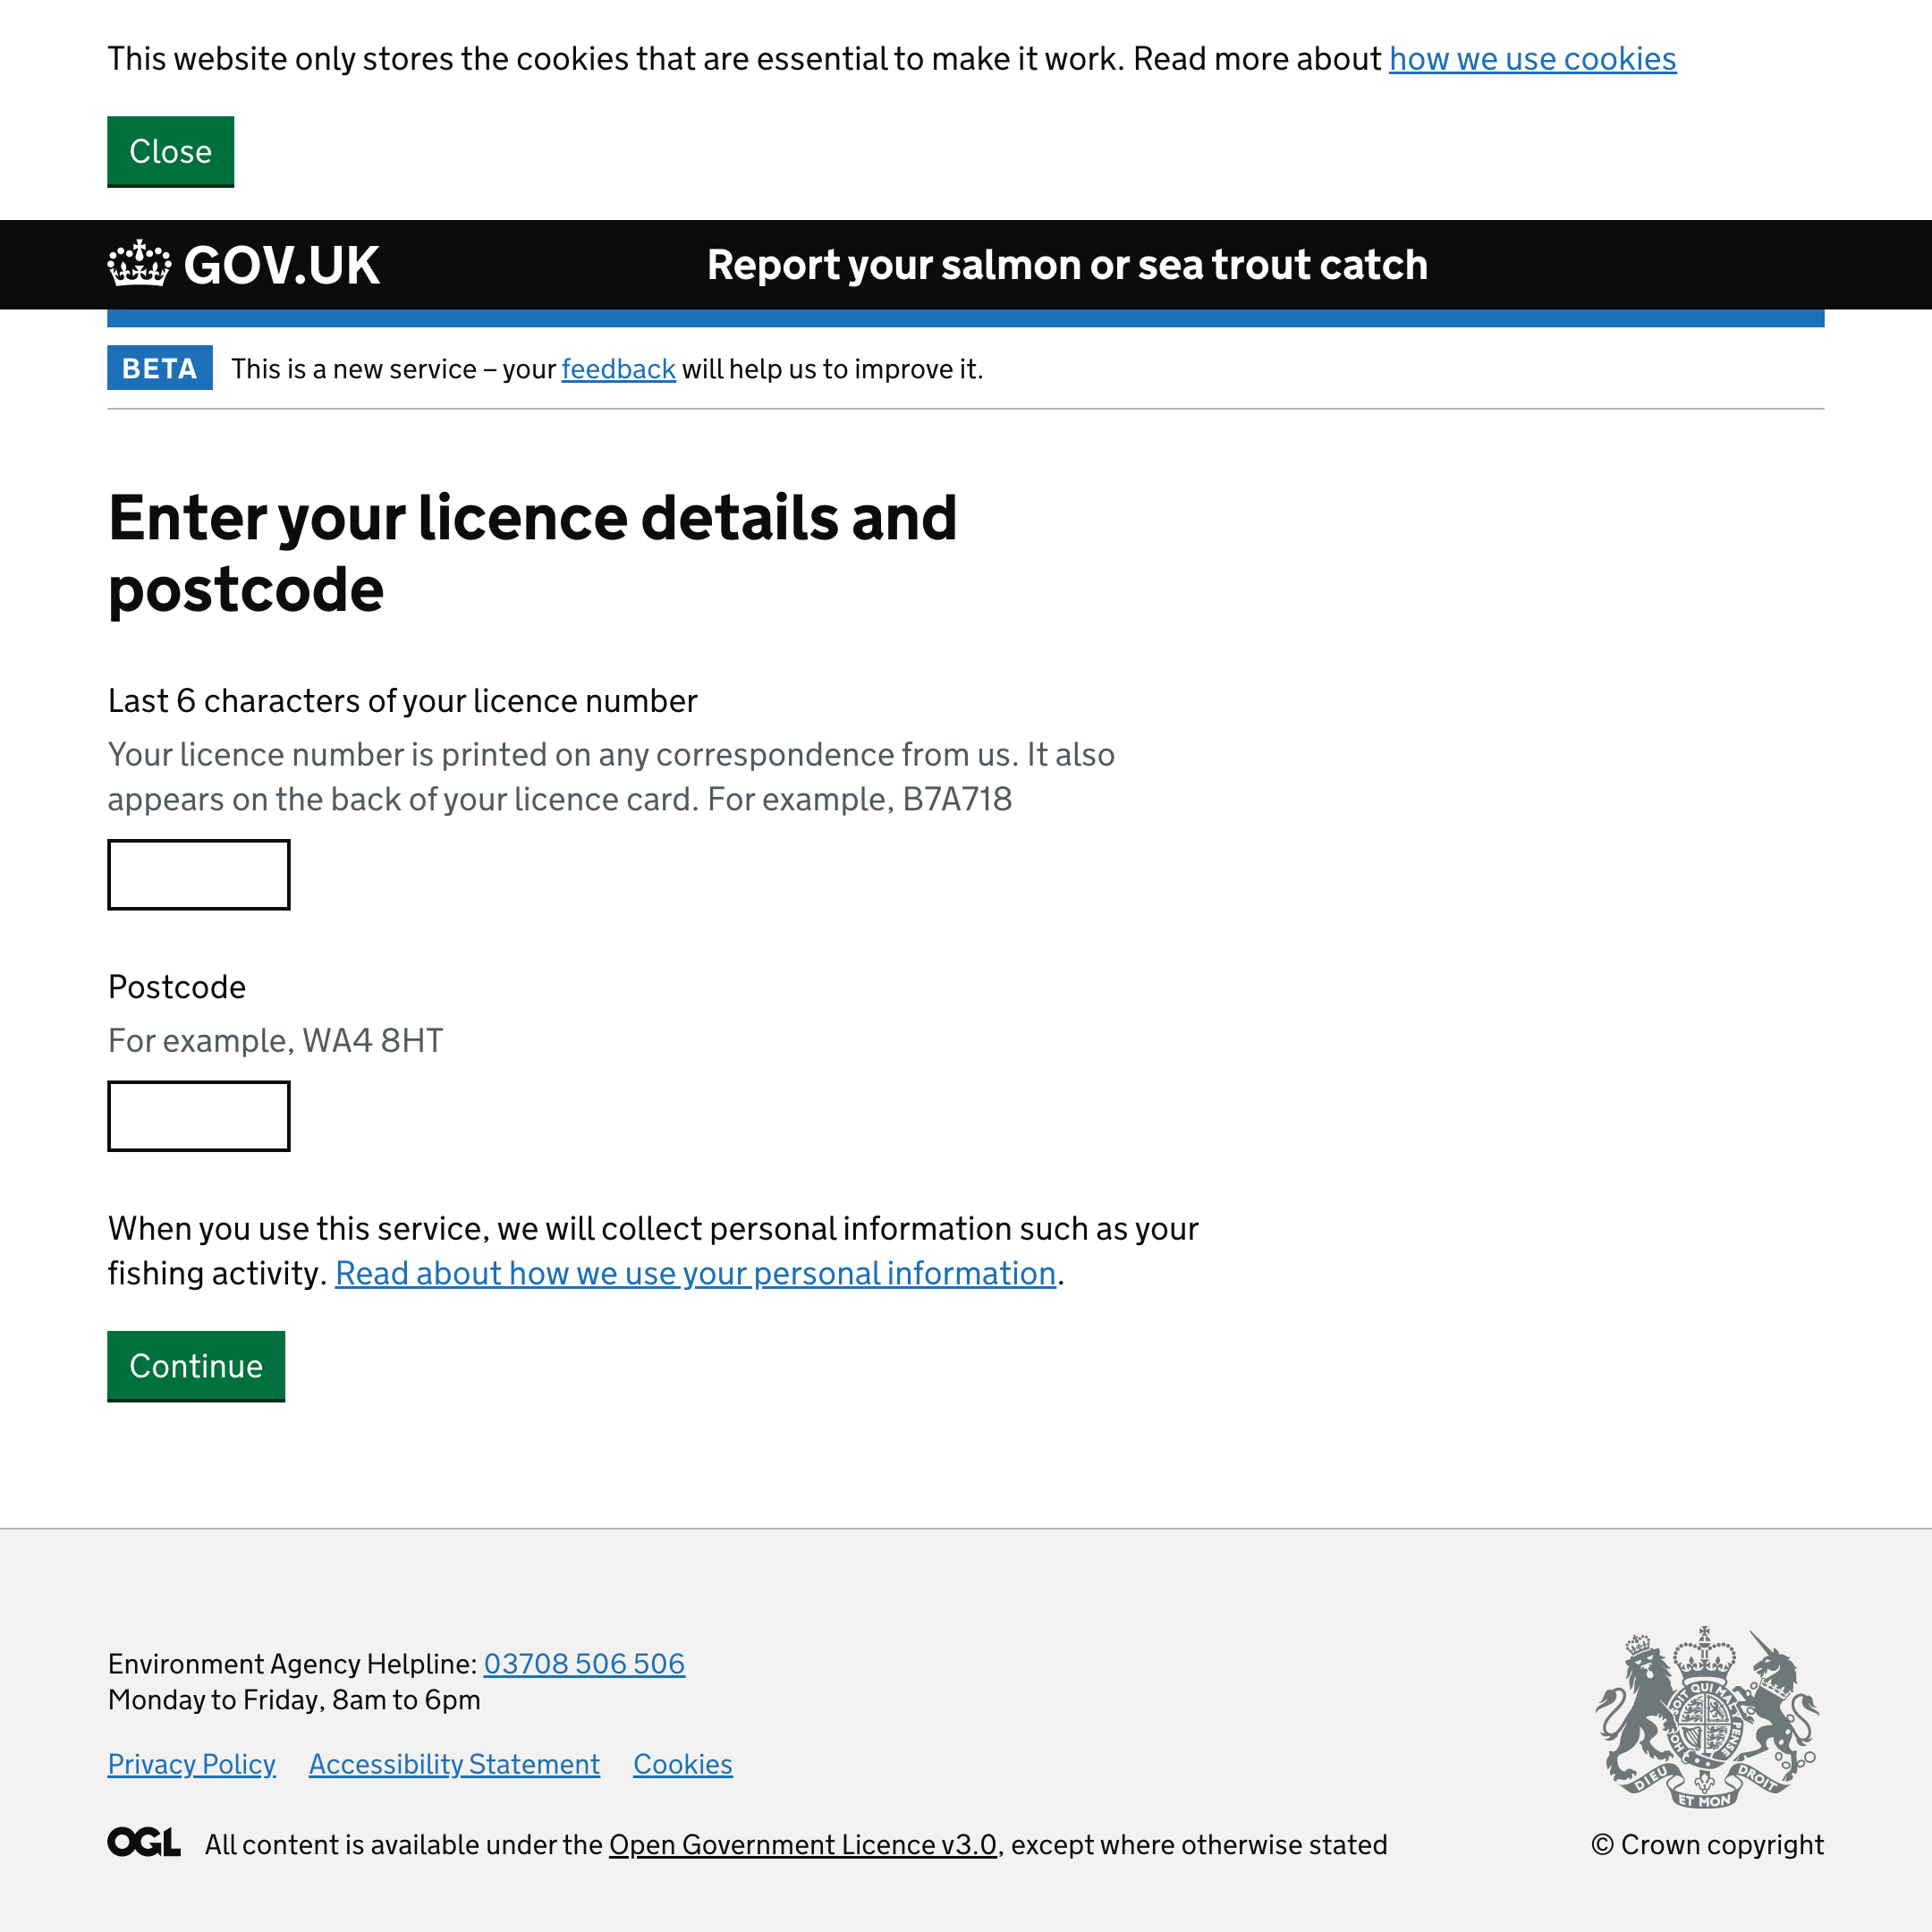 This website only stores the cookies that are essential to make it work. Read more about how we use cookies
Close
GOV.UK
Report your salmon or sea trout catch
BETA
This is a new service – your feedback will help us to improve it.
Enter your licence details and
postcode
Last 6 characters of your licence number
Your licence number is printed on any correspondence from us. It also
appears on the back of your licence card. For example, B7A718
Postcode
For example, WA4 8HT
When you use this service, we will collect personal information such as your
fishing activity. Read about how we use your personal information.
Continue
Environment Agency Helpline: 03708 506 506
Monday to Friday, 8am to 6pm
Privacy Policy Accessibility Statement Cookies
OGL All content is available under the Open Government Licence v3.0, except where otherwise stated
SOIT QUI MAL
PENSE
HO
DIEU ET MON DROIT
© Crown copyright